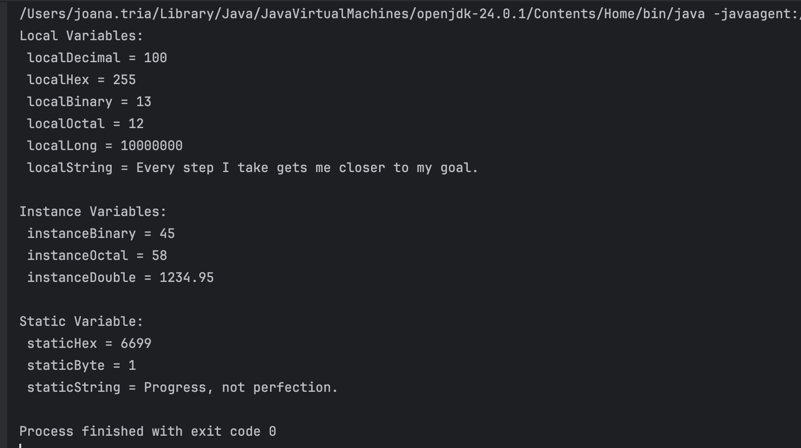 /Users/joana.tria/Library/Java/JavaVirtualMachines/openjdk-24.0.1/Contents/Home/bin/java -javaagent:/
Local Variables:
localDecimal = 100
localHex = 255
localBinary = 13
localOctal = 12
localLong = 10000000
localString = Every step I take gets me closer to my goal.
Instance Variables:
instanceBinary = 45
instanceOctal = 58
instanceDouble = 1234.95
Static Variable:
staticHex = 6699
staticByte = 1
staticString = Progress, not perfection.
Process finished with exit code 0